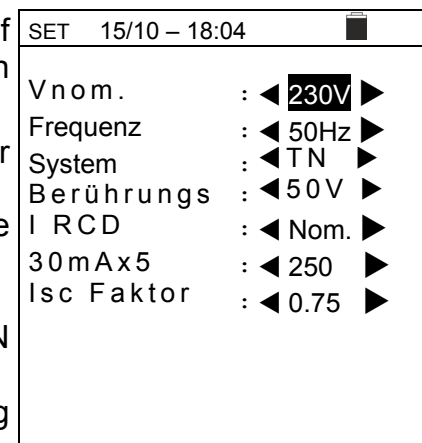 f
n
r
e
N
g
SET 15/10 – 18:04
Vnom. : ◀ 230V ▶
Frequenz : ◀ 50Hz ▶
System : ◀ TN ▶
Berührungs : ◀ 50V ▶
I RCD : ◀ Nom. ▶
30mAx5 : ◀ 250 ▶
Isc Faktor : ◀ 0.75 ▶